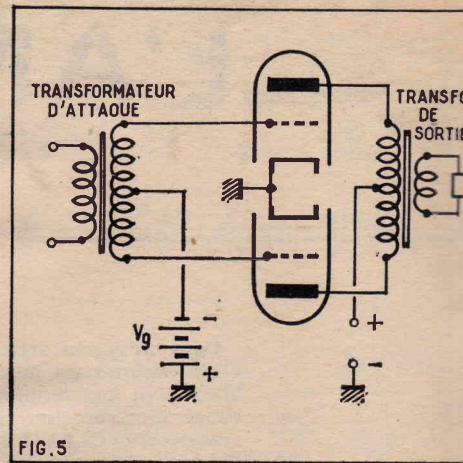 TRANSFORMATEUR
D'ATTAQUE
TRANSFO
DE
SORTIE
Vg
-
+
+
-
FIG.5